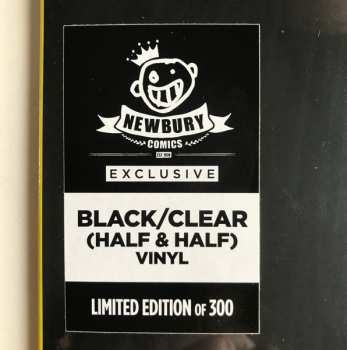 NEWBURY
COMICS
EST 1978
EXCLUSIVE
BLACK/CLEAR
(HALF & HALF)
VINYL
LIMITED EDITION OF 300